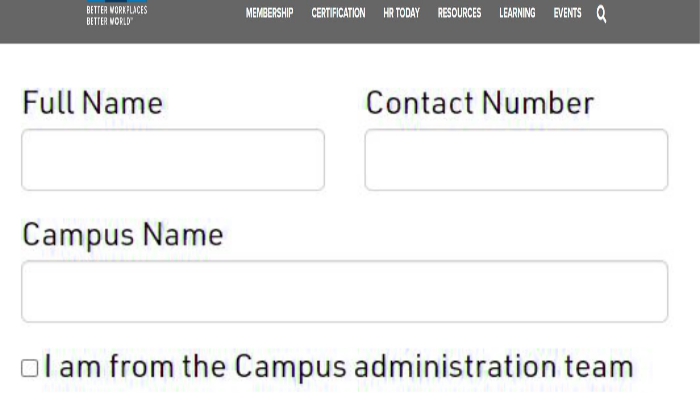 BETTER WORKPLACES
BETTER WORLD™
MEMBERSHIP CERTIFICATION HR TODAY RESOURCES LEARNING EVENTS
Full Name Contact Number
Campus Name
I am from the Campus administration team